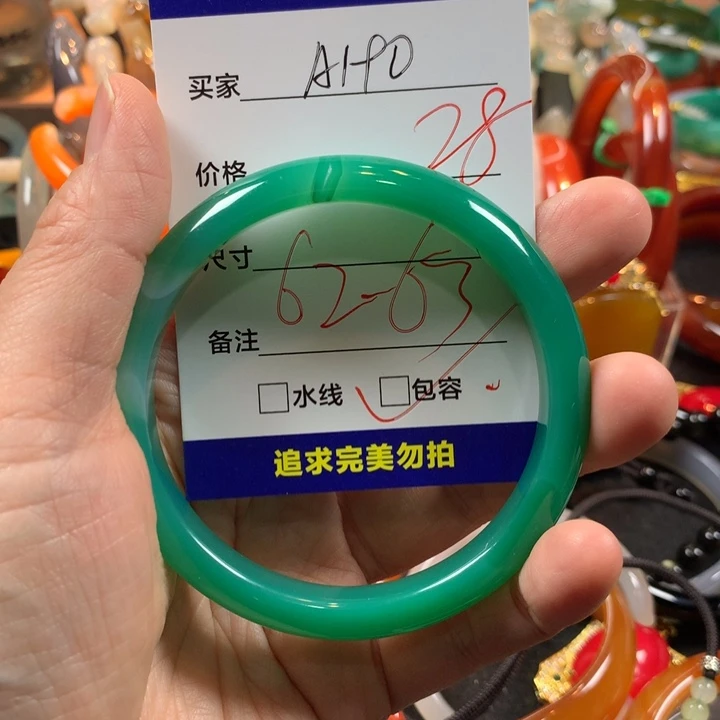 买家 A140
价格 28
尺寸 62-63
备注
□水线 ☑包容
追求完美勿拍